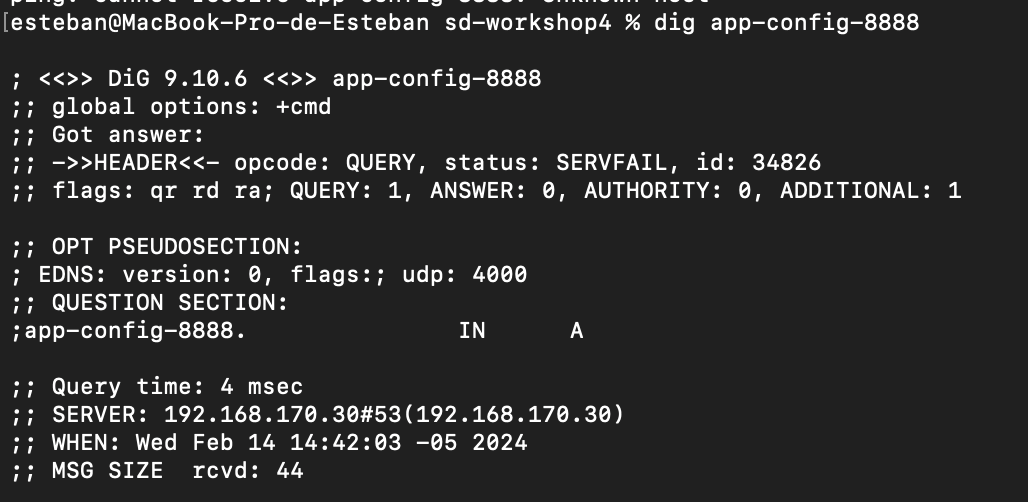 ping: cannot resolve app-config-8888: Unknown host
[esteban@MacBook-Pro-de-Esteban sd-workshop4 % dig app-config-8888
; <<>> DiG 9.10.6 <<>> app-config-8888
;; global options: +cmd
;; Got answer:
;; ->>HEADER<<- opcode: QUERY, status: SERVFAIL, id: 34826
;; flags: qr rd ra; QUERY: 1, ANSWER: 0, AUTHORITY: 0, ADDITIONAL: 1
;; OPT PSEUDOSECTION:
; EDNS: version: 0, flags:; udp: 4000
;; QUESTION SECTION:
;app-config-8888. IN A
;; Query time: 4 msec
;; SERVER: 192.168.170.30#53(192.168.170.30)
;; WHEN: Wed Feb 14 14:42:03 -05 2024
;; MSG SIZE rcvd: 44